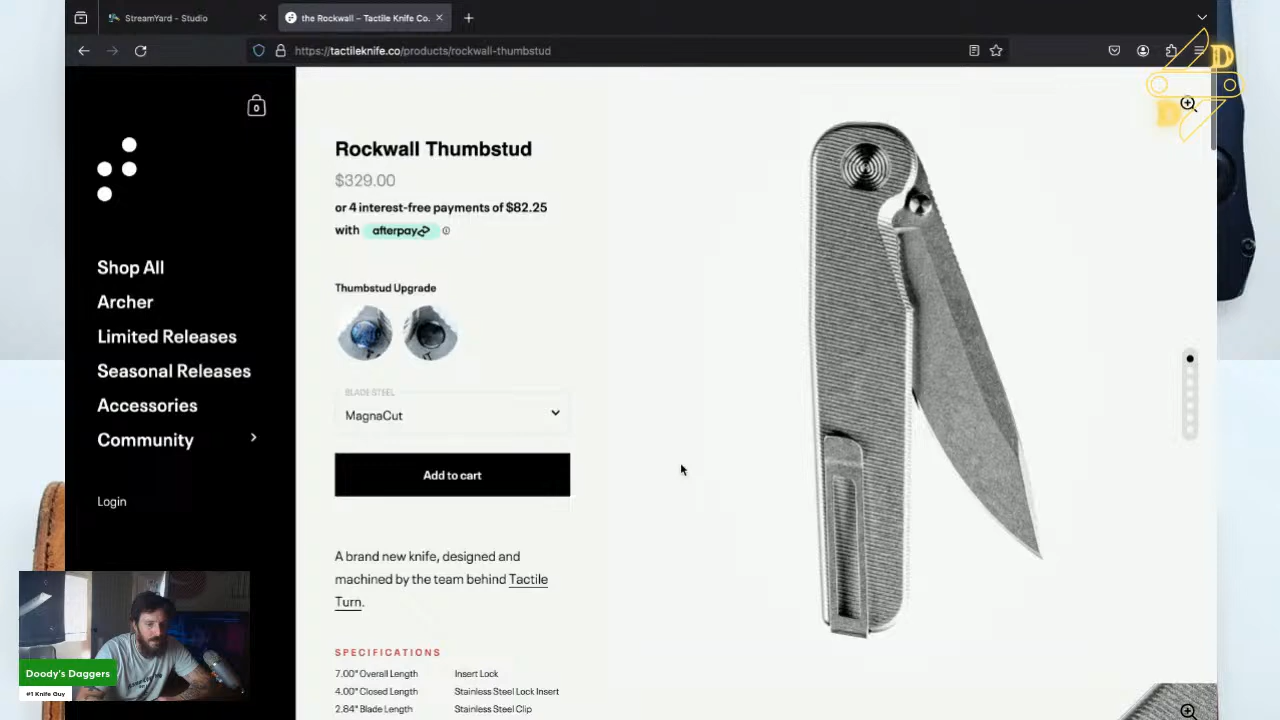 StreamYard - Studio
the Rockwall – Tactile Knife Co.
https://tactileknife.co/products/rockwall-thumbstud
D
D
0
Shop All
Archer
Limited Releases
Seasonal Releases
Accessories
Community
Login
Rockwall Thumbstud
$329.00
or 4 interest-free payments of $82.25
with afterpay
Thumbstud Upgrade
BLADE STEEL
MagnaCut
Add to cart
A brand new knife, designed and
machined by the team behind Tactile
Turn.
SPECIFICATIONS
7.00" Overall Length Insert Lock
4.00" Closed Length Stainless Steel Lock Insert
2.84" Blade Length Stainless Steel Clip
Doody's Daggers
#1 Knife Guy